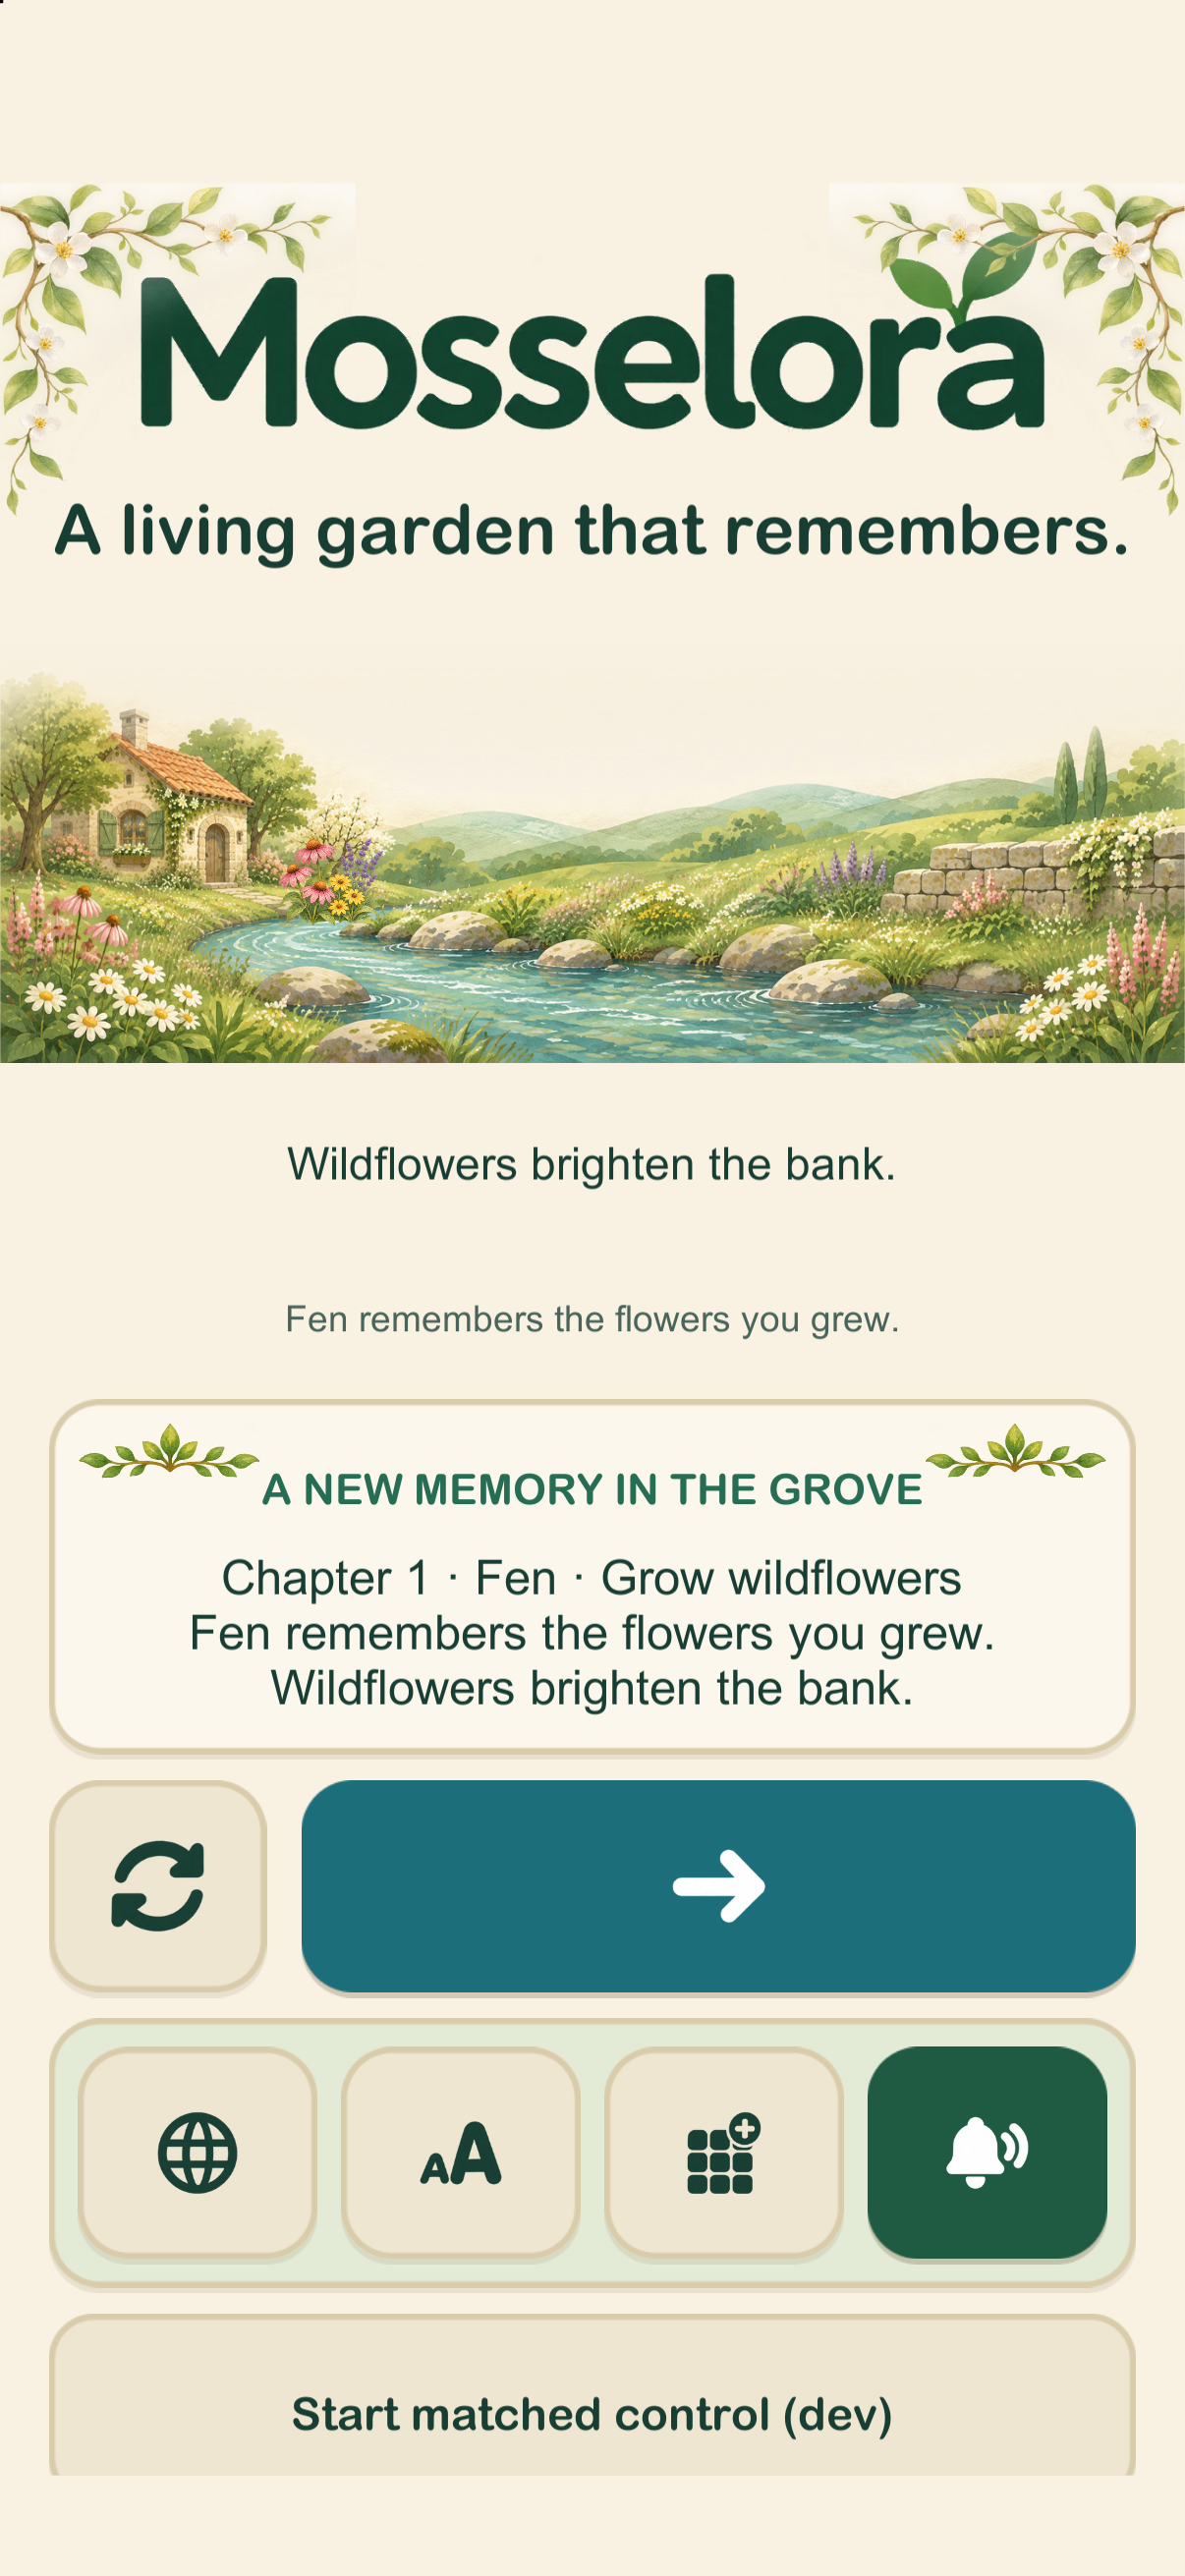 Mosselora
A living garden that remembers.
Wildflowers brighten the bank.
Fen remembers the flowers you grew.
A NEW MEMORY IN THE GROVE
Chapter 1 · Fen · Grow wildflowers
Fen remembers the flowers you grew.
Wildflowers brighten the bank.
AA
Start matched control (dev)